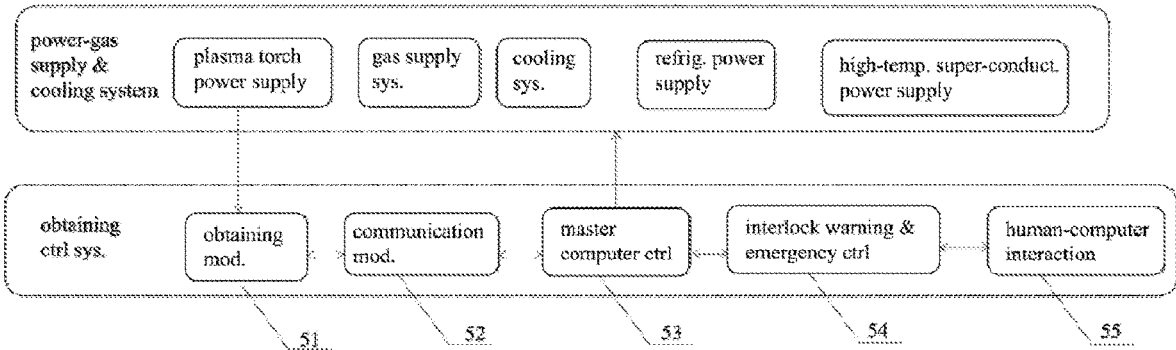 power-gas
supply &
cooling system
plasma torch
power supply
gas supply
sys.
cooling
sys.
refrig. power
supply
high-temp. super-conduct.
power supply
obtaining
ctrl sys.
obtaining
mod.
communication
mod.
master
computer ctrl
interlock warning &
emergency ctrl
human-computer
interaction
51
52
53
54
55